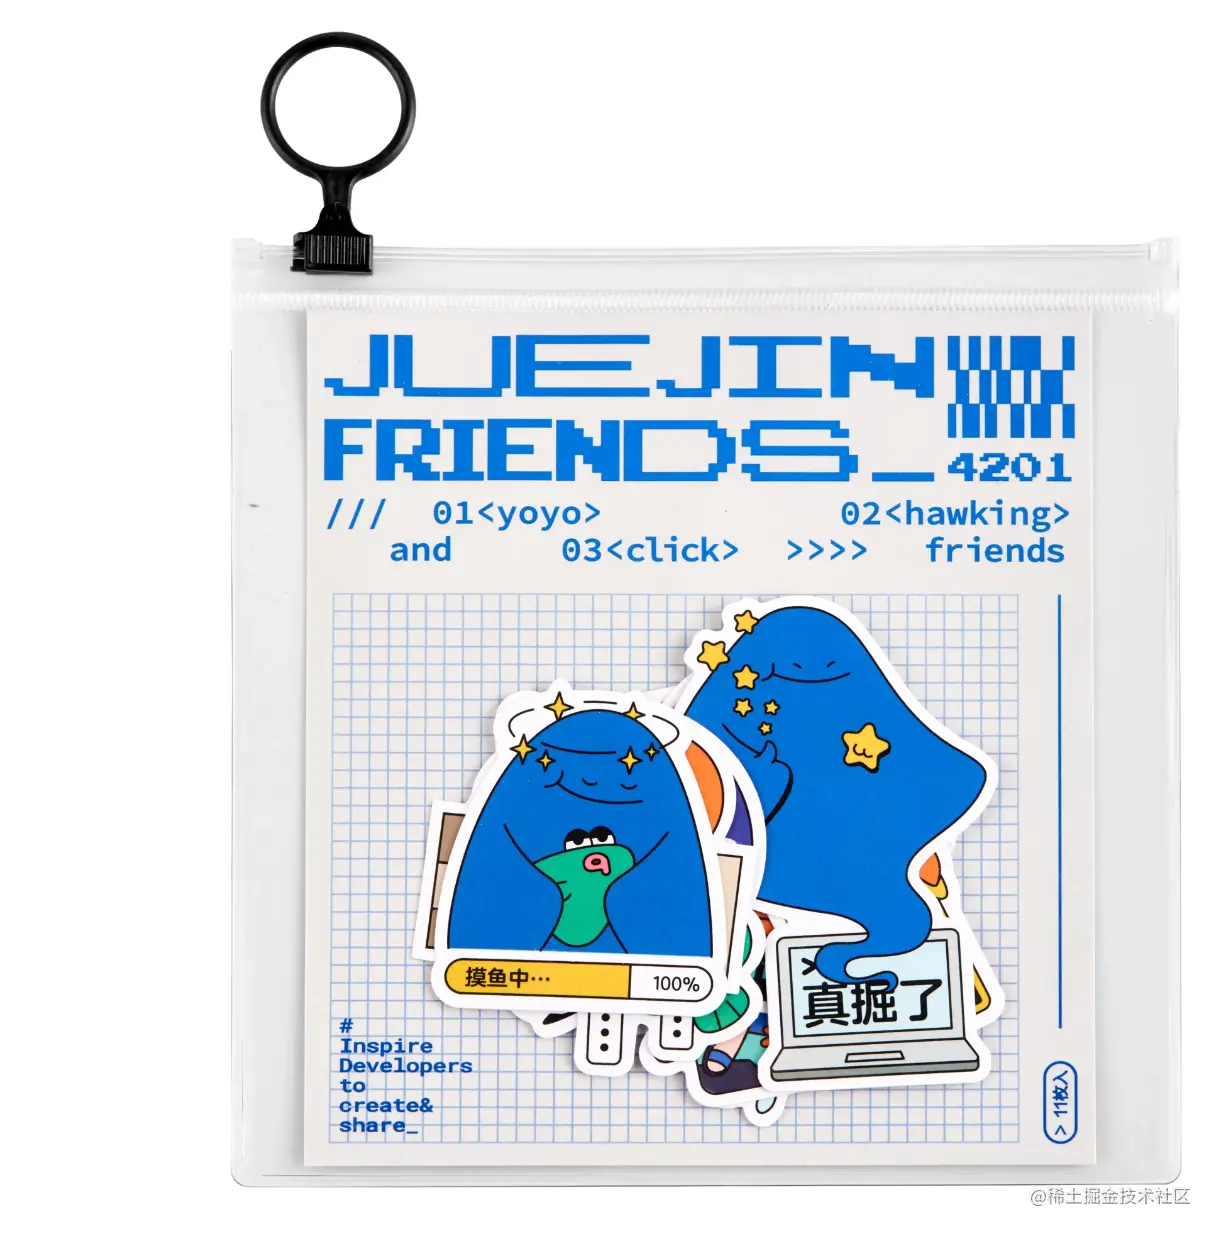 JUEJIN
FRIENDS_ 4201
/// 01<yoyo> 02<hawking>
and 03<click> >>>> friends
摸鱼中··· 100%
真掘了
#
Inspire
Developers
to
create&
share_
> 11枚入
@稀土掘金技术社区